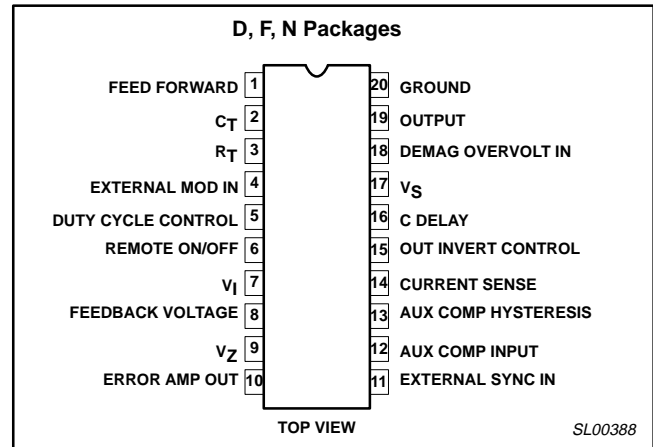 D, F, N Packages
FEED FORWARD 1
CT 2
RT 3
EXTERNAL MOD IN 4
DUTY CYCLE CONTROL 5
REMOTE ON/OFF 6
VI 7
FEEDBACK VOLTAGE 8
VZ 9
ERROR AMP OUT 10
20 GROUND
19 OUTPUT
18 DEMAG OVERVOLT IN
17 VS
16 C DELAY
15 OUT INVERT CONTROL
14 CURRENT SENSE
13 AUX COMP HYSTERESIS
12 AUX COMP INPUT
11 EXTERNAL SYNC IN
TOP VIEW
SL00388